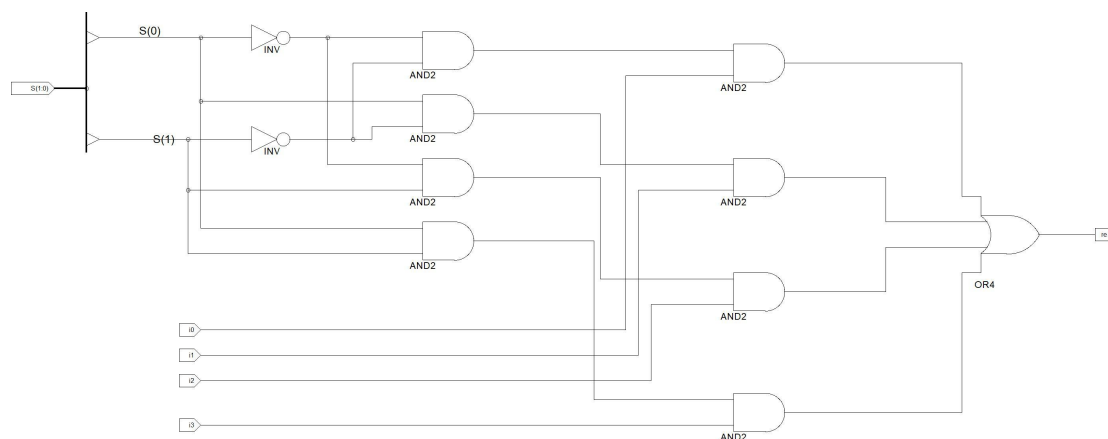 S(0)
INV
AND2
AND2
S(1:0)
AND2
S(1)
INV
AND2
AND2
AND2
re
AND2
OR4
AND2
i0
i1
i2
i3
AND2